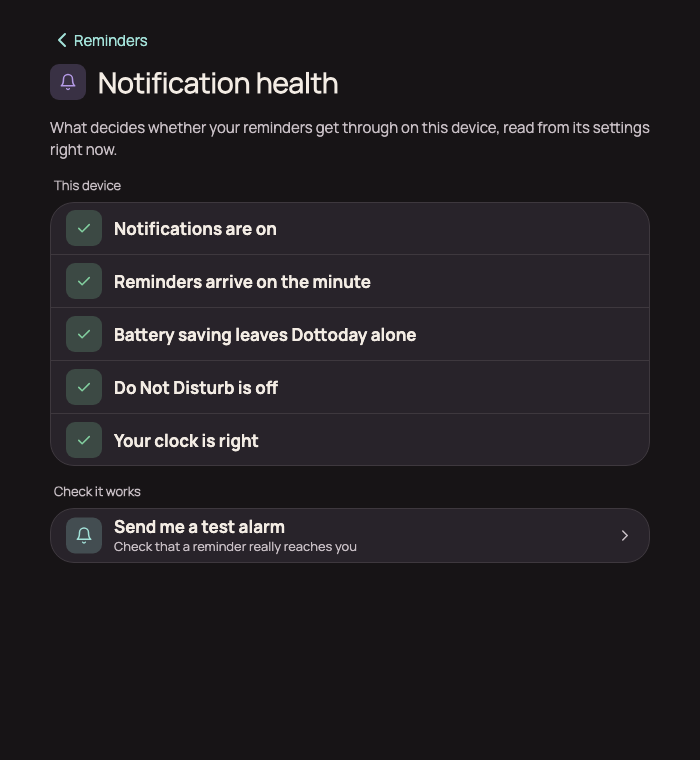 Reminders
Notification health
What decides whether your reminders get through on this device, read from its settings
right now.
This device
Notifications are on
Reminders arrive on the minute
Battery saving leaves Dottoday alone
Do Not Disturb is off
Your clock is right
Check it works
Send me a test alarm
Check that a reminder really reaches you